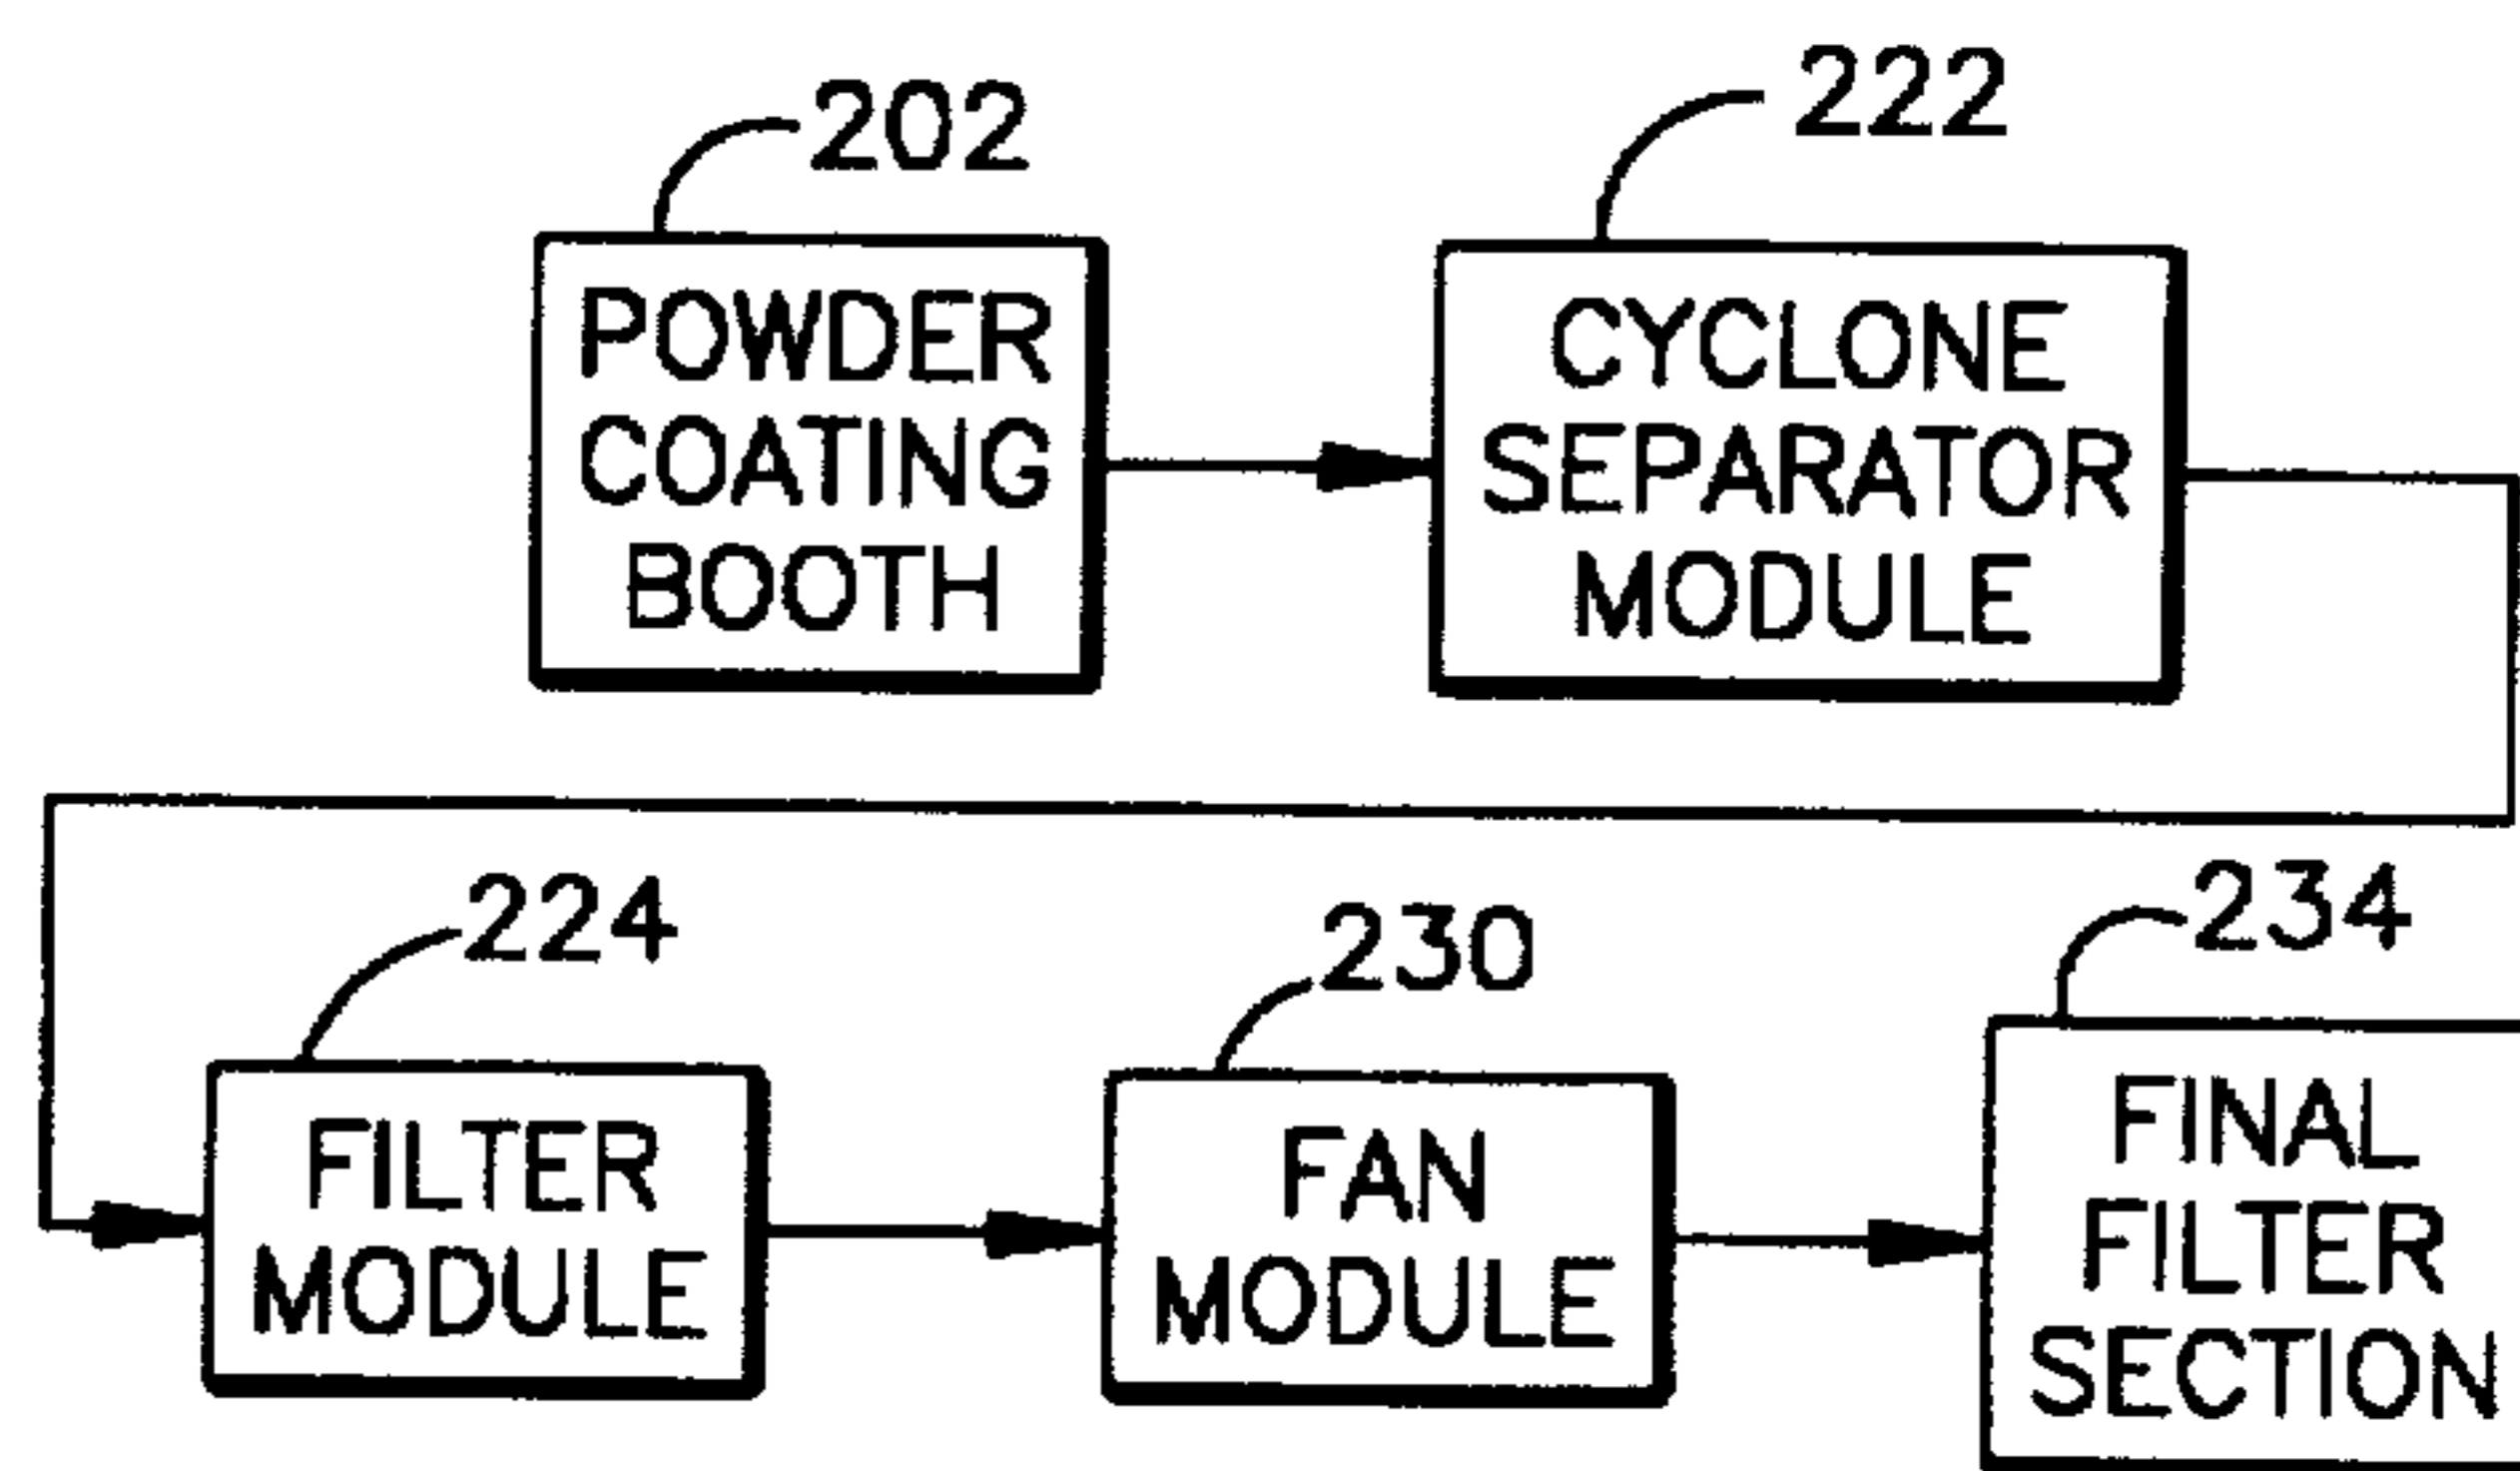 202
222
POWDER
COATING
BOOTH
CYCLONE
SEPARATOR
MODULE
224
230
234
FILTER
MODULE
FAN
MODULE
FINAL
FILTER
SECTION